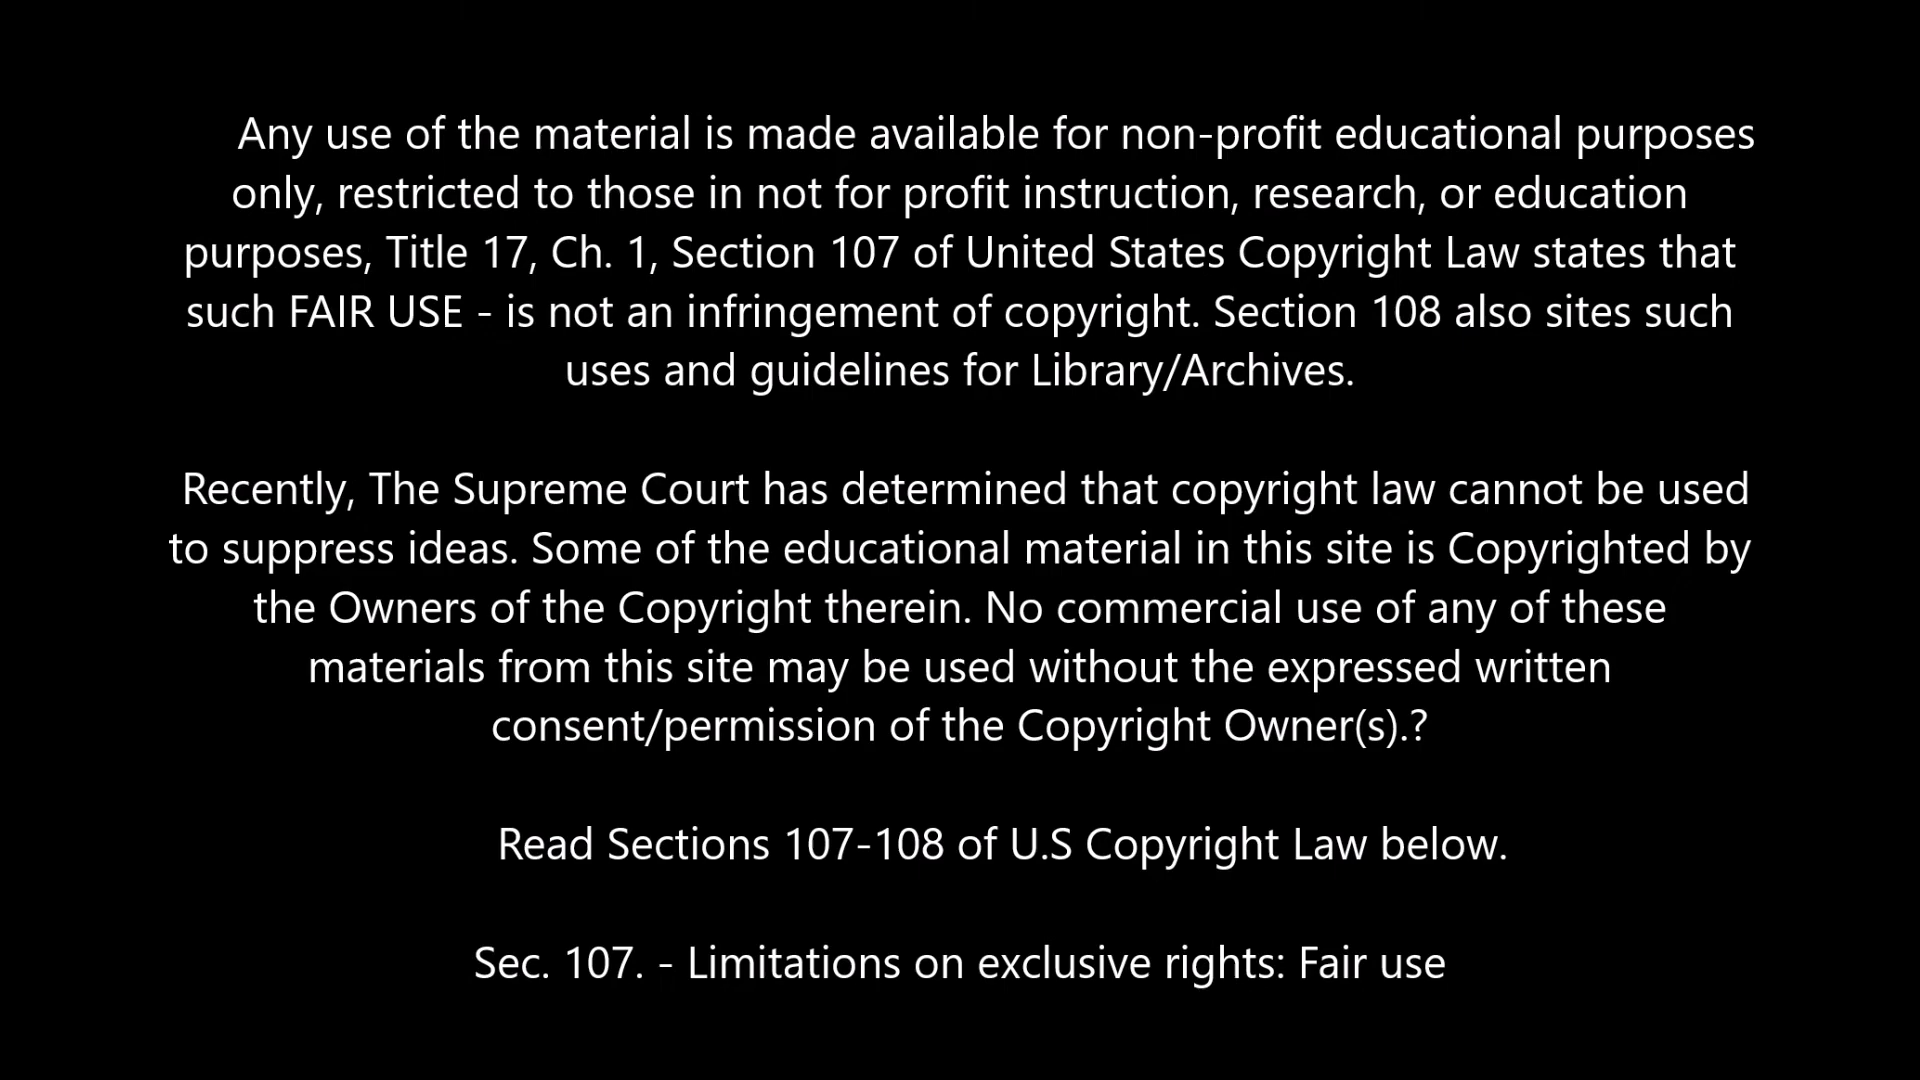 Any use of the material is made available for non-profit educational purposes
only, restricted to those in not for profit instruction, research, or education
purposes, Title 17, Ch. 1, Section 107 of United States Copyright Law states that
such FAIR USE - is not an infringement of copyright. Section 108 also sites such
uses and guidelines for Library/Archives.
Recently, The Supreme Court has determined that copyright law cannot be used
to suppress ideas. Some of the educational material in this site is Copyrighted by
the Owners of the Copyright therein. No commercial use of any of these
materials from this site may be used without the expressed written
consent/permission of the Copyright Owner(s).?
Read Sections 107-108 of U.S Copyright Law below.
Sec. 107. - Limitations on exclusive rights: Fair use